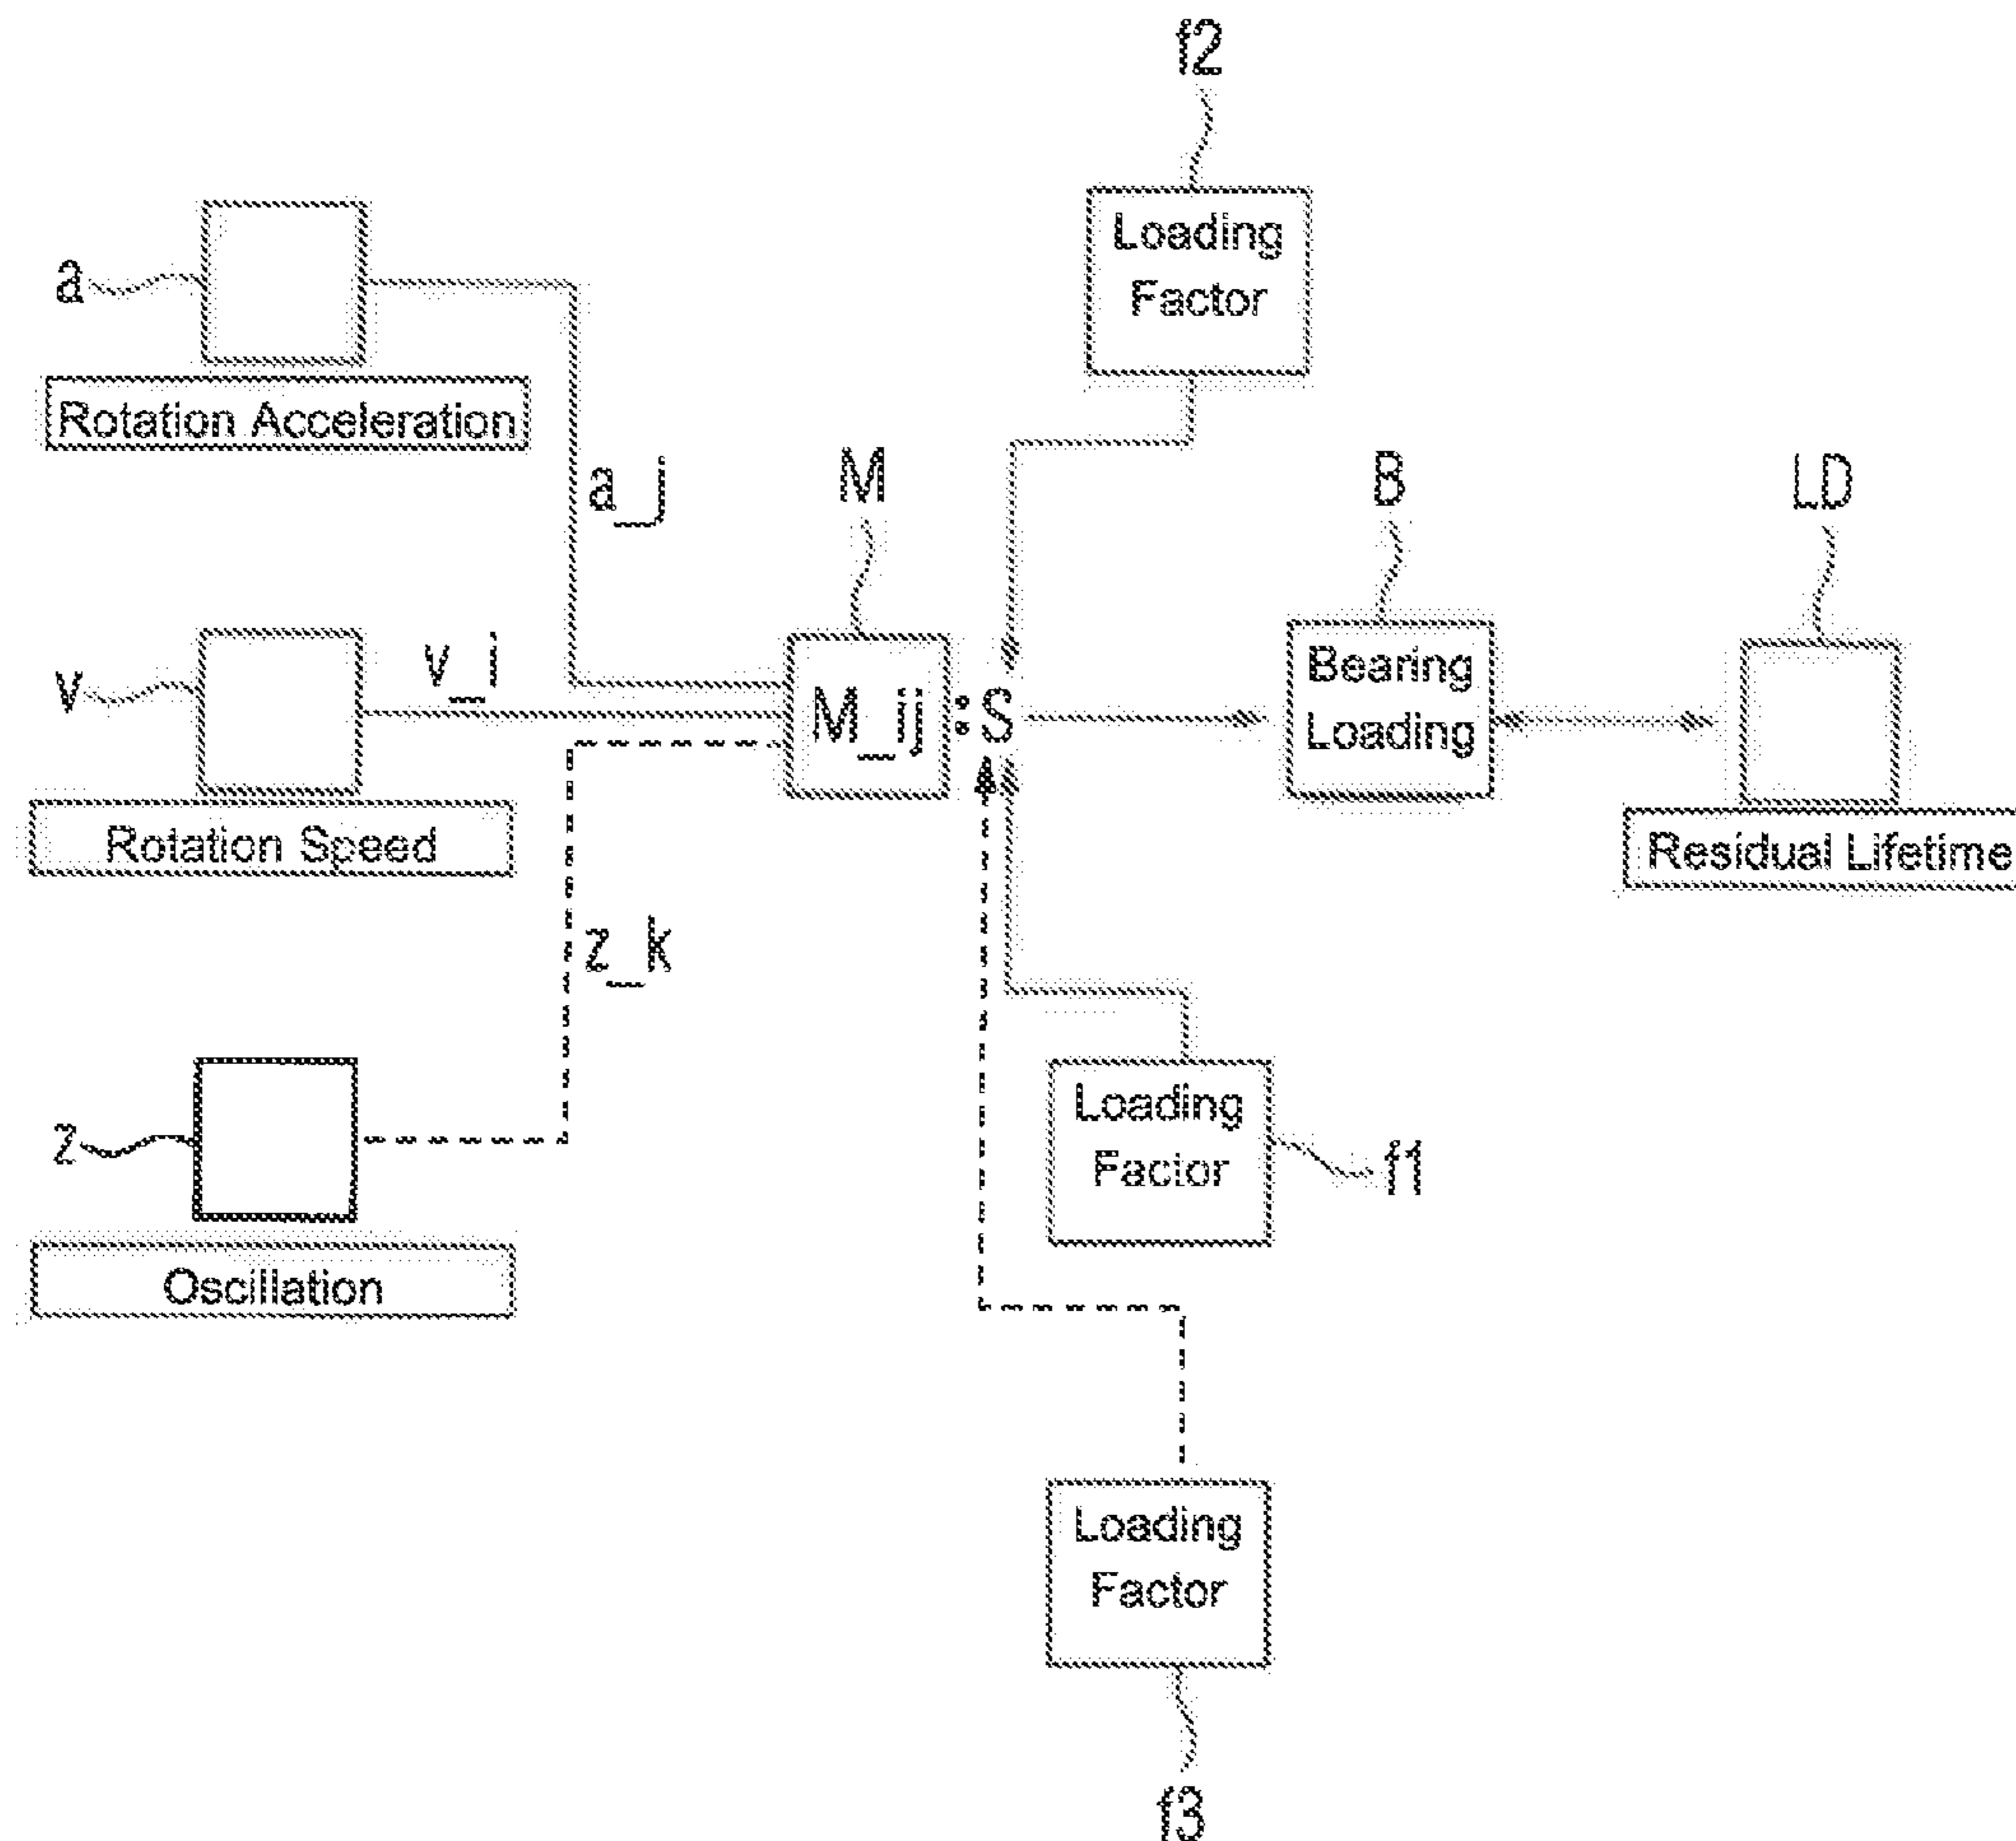 f2
Loading
Factor
a
Rotation Acceleration
a_j
M
B
LD
v
v_i
M_ij
:S
Bearing
Loading
Rotation Speed
Residual Lifetime
z_k
z
Loading
Factor
f1
Oscillation
Loading
Factor
f3